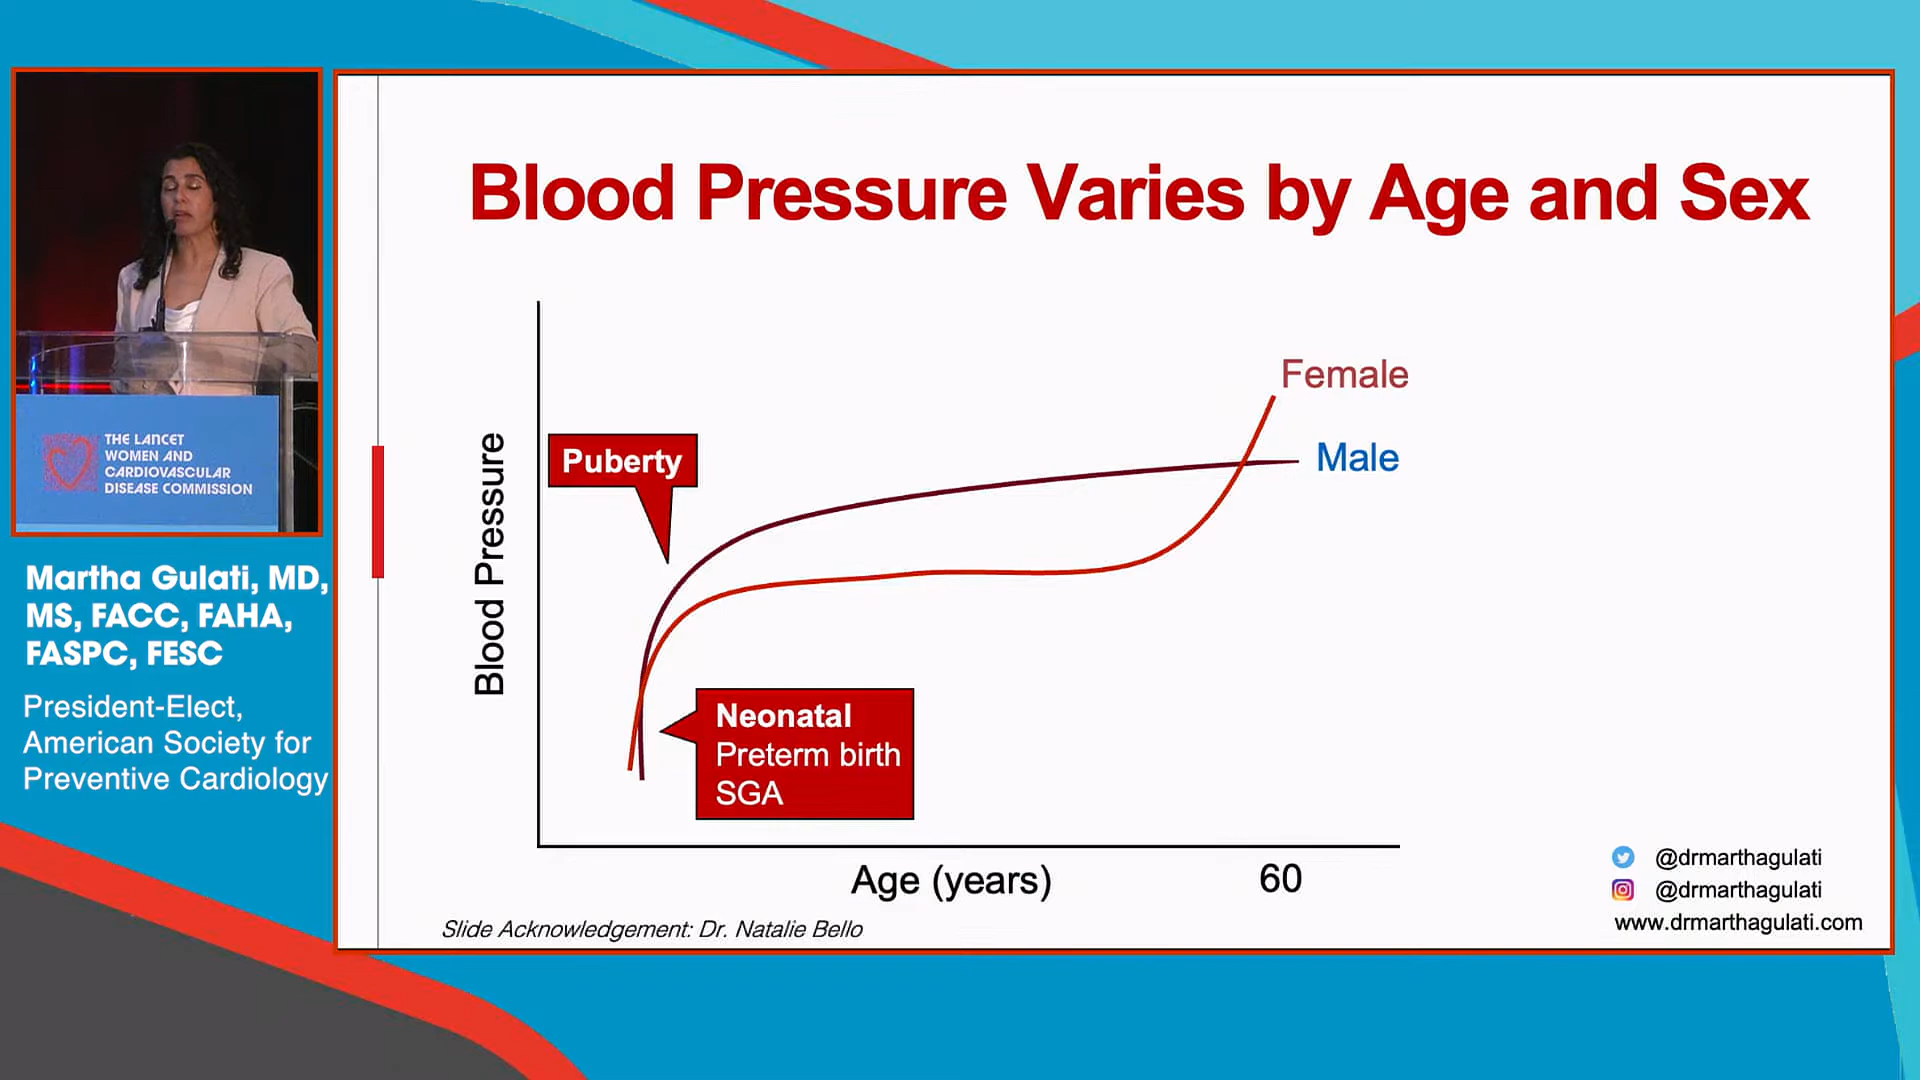 Blood Pressure Varies by Age and Sex
Female
Male
Puberty
Blood Pressure
Neonatal
Preterm birth
SGA
Age (years)
60
Slide Acknowledgement: Dr. Natalie Bello
@drmarthagulati
@drmarthagulati
www.drmarthagulati.com
THE LANCET
WOMEN AND
CARDIOVASCULAR
DISEASE COMMISSION
Martha Gulati, MD,
MS, FACC, FAHA,
FASPC, FESC
President-Elect,
American Society for
Preventive Cardiology